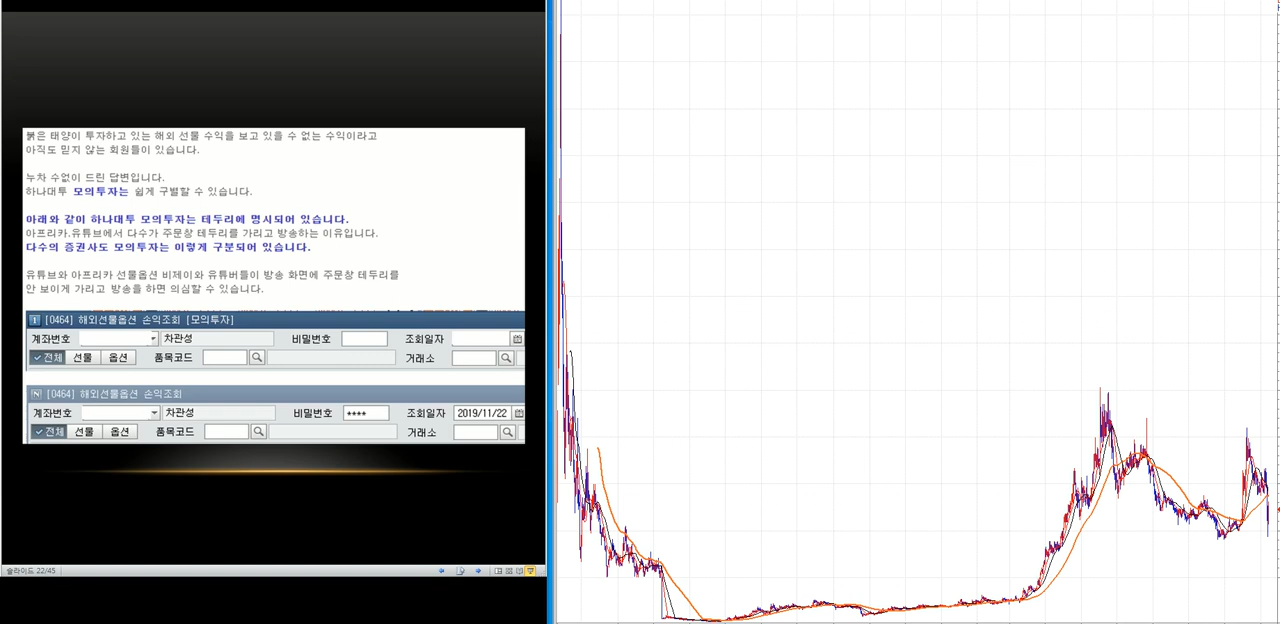 붉은 태양이 투자하고 있는 해외 선물 수익을 보고 있을 수 없는 수익이라고
아직도 믿지 않는 회원들이 있습니다.
누차 수없이 드린 답변입니다.
하나대투 모의투자는 쉽게 구별할 수 있습니다.
아래와 같이 하나대투 모의투자는 테두리에 명시되어 있습니다.
아프리카.유튜브에서 다수가 주문창 테두리를 가리고 방송하는 이유입니다.
다수의 증권사도 모의투자는 이렇게 구분되어 있습니다.
유튜브와 아프리카 선물옵션 비제이와 유튜버들이 방송 화면에 주문창 테두리를
안 보이게 가리고 방송을 하면 의심할 수 있습니다.
[0464] 해외선물옵션 손익조회 [모의투자]
계좌번호 차관성 비밀번호 조회일자
전체 선물 옵션 품목코드 거래소
[0464] 해외선물옵션 손익조회
계좌번호 차관성 비밀번호 **** 조회일자 2019/11/22
전체 선물 옵션 품목코드 거래소
슬라이드 22/45